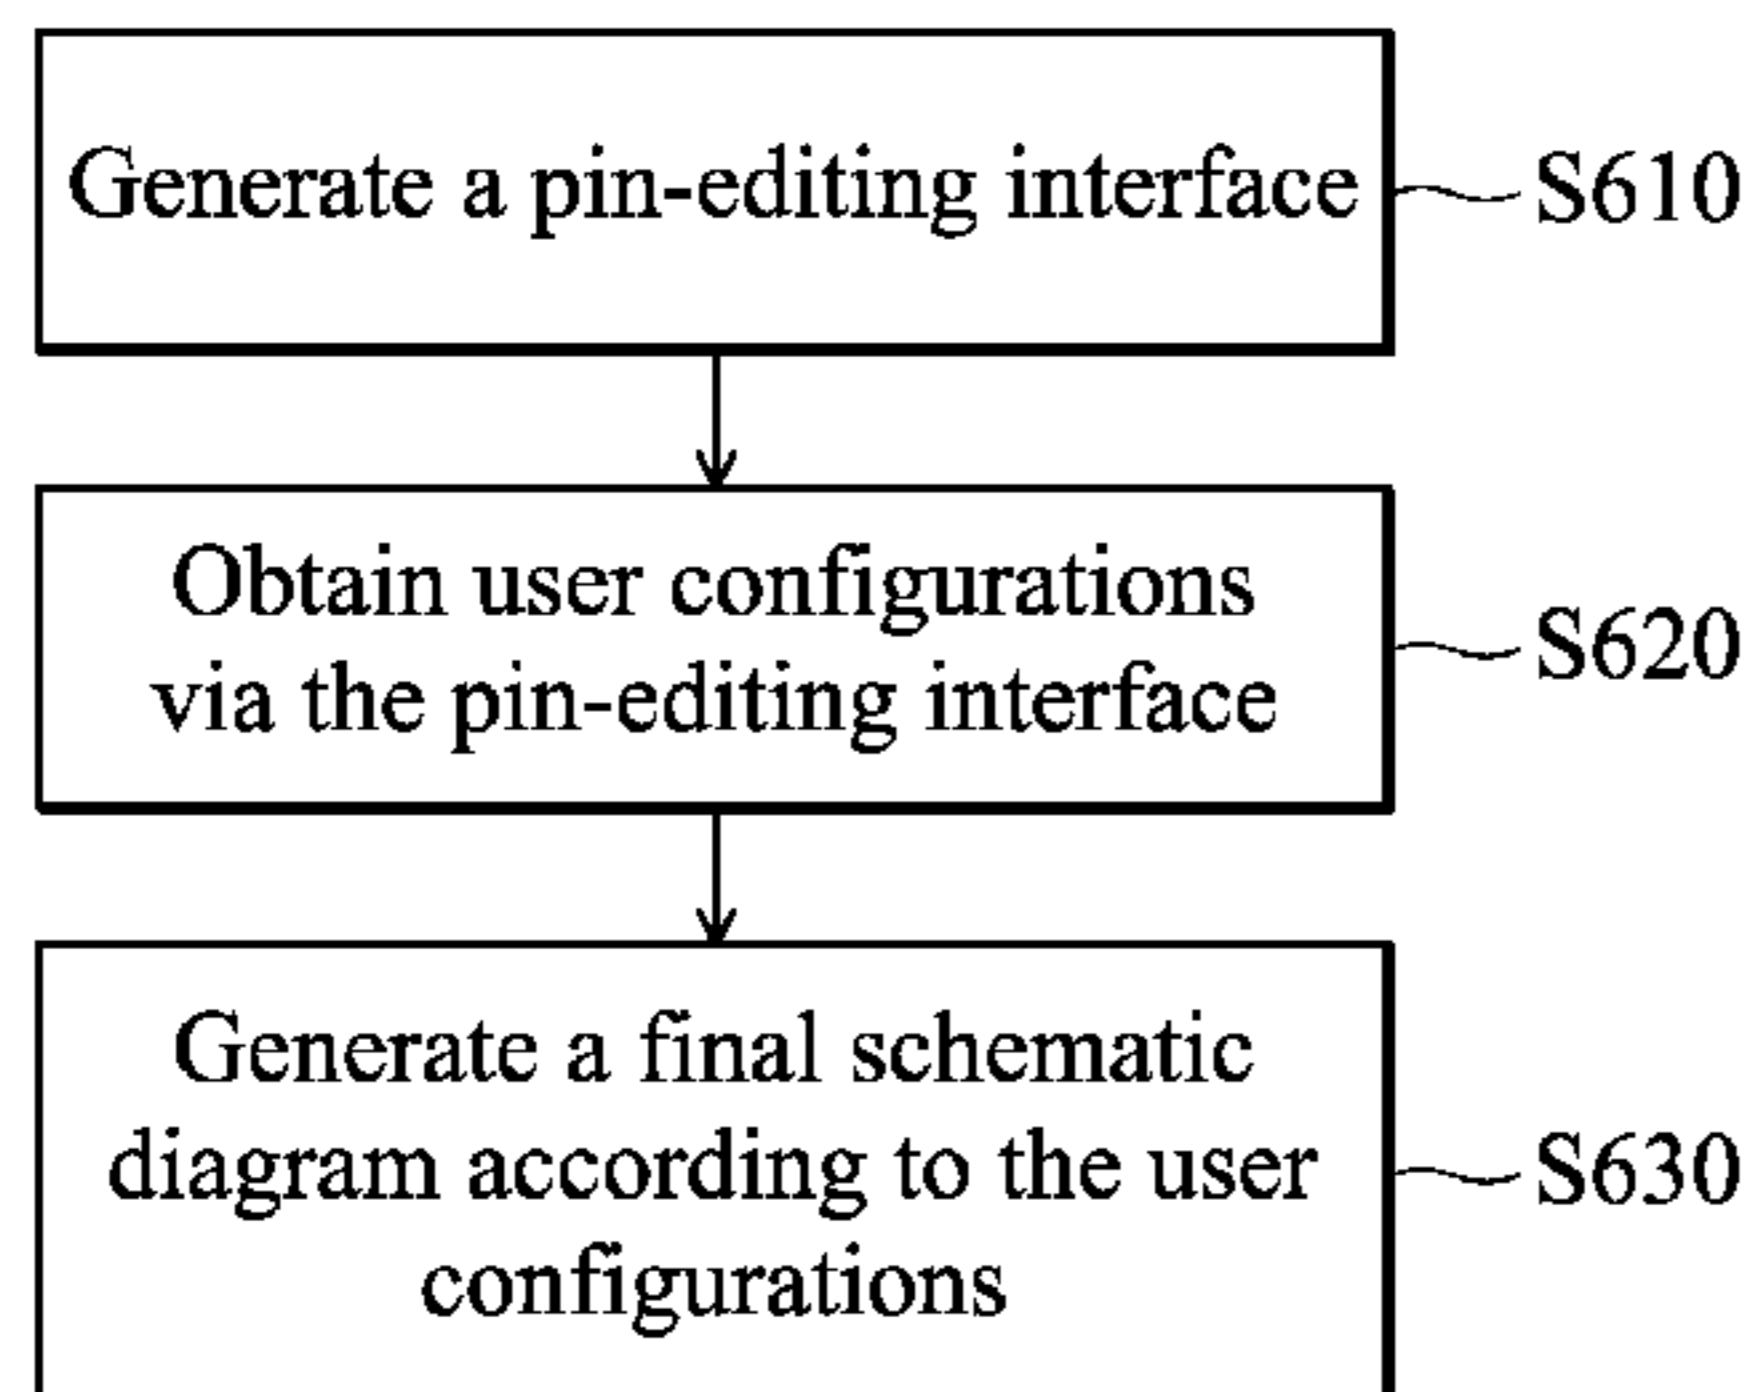 Generate a pin-editing interface
S610
Obtain user configurations
via the pin-editing interface
S620
Generate a final schematic
diagram according to the user
configurations
S630